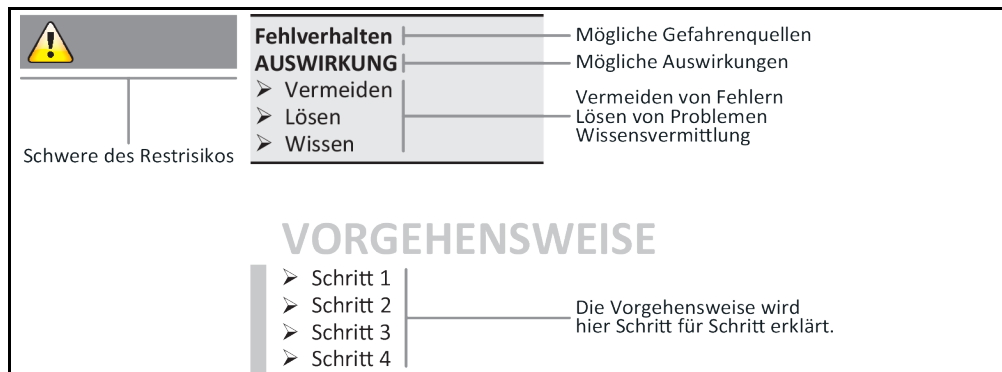 Fehlverhalten
Mögliche Gefahrenquellen
AUSWIRKUNG
Mögliche Auswirkungen
➢ Vermeiden
➢ Lösen
➢ Wissen
Vermeiden von Fehlern
Lösen von Problemen
Wissensvermittlung
Schwere des Restrisikos
VORGEHENSWEISE
➢ Schritt 1
➢ Schritt 2
➢ Schritt 3
➢ Schritt 4
Die Vorgehensweise wird
hier Schritt für Schritt erklärt.